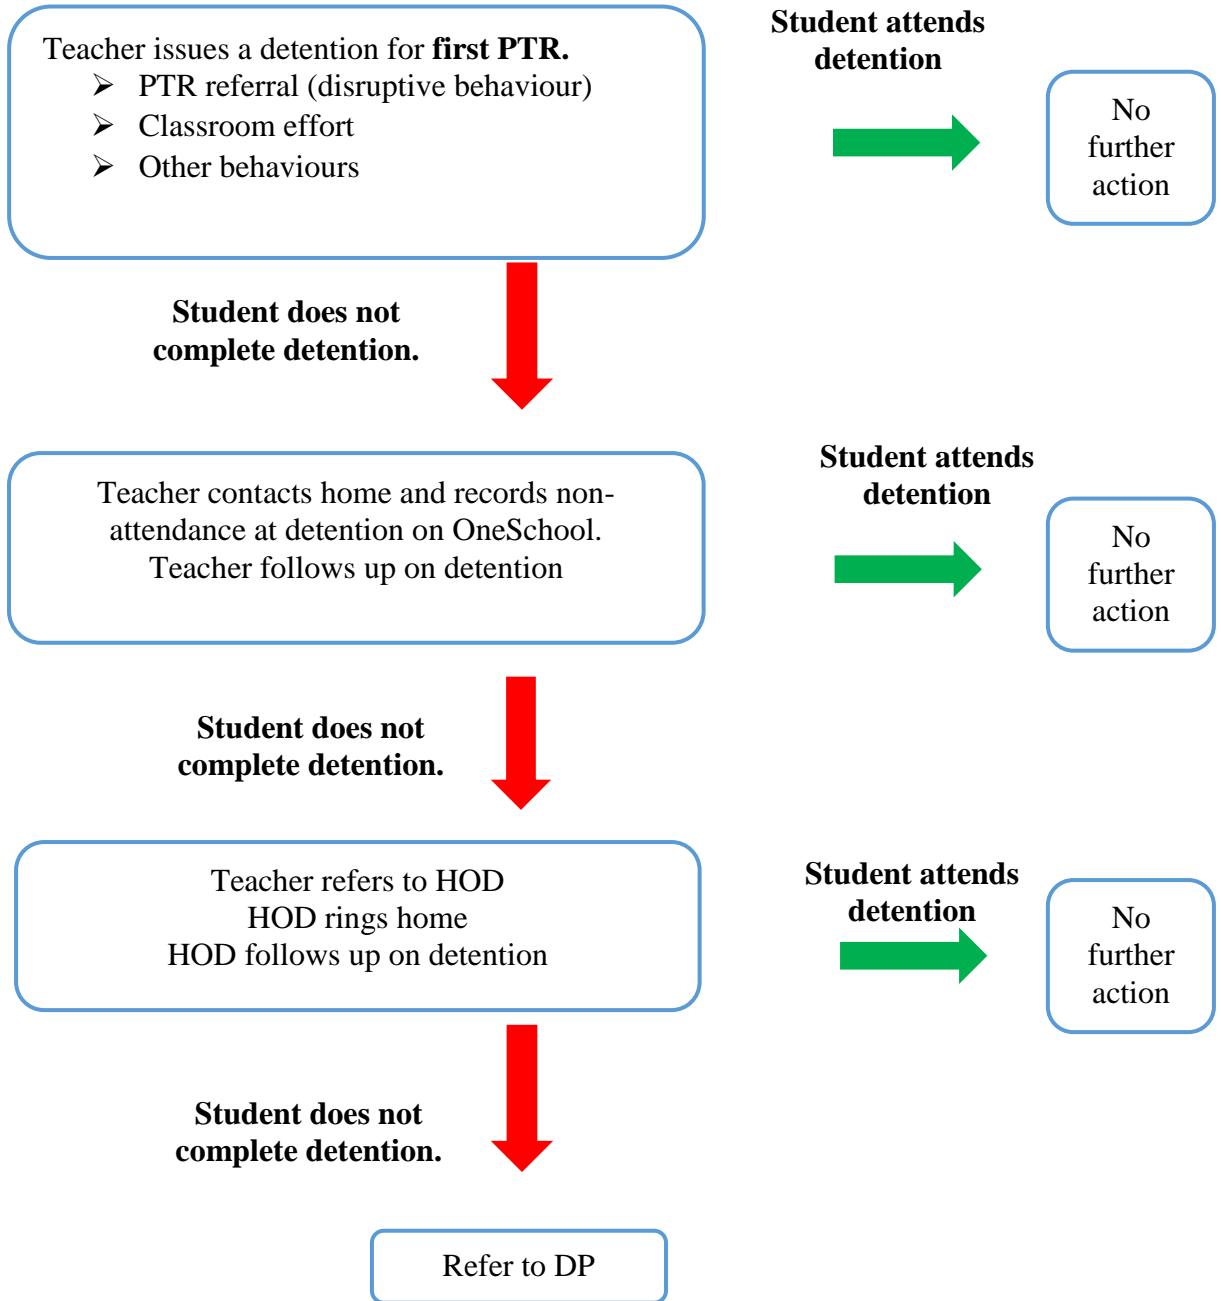 Teacher issues a detention for first PTR.
➢ PTR referral (disruptive behaviour)
➢ Classroom effort
➢ Other behaviours
Student attends
detention
No
further
action
Student does not
complete detention.
Teacher contacts home and records non-
attendance at detention on OneSchool.
Teacher follows up on detention
Student attends
detention
No
further
action
Student does not
complete detention.
Teacher refers to HOD
HOD rings home
HOD follows up on detention
Student attends
detention
No
further
action
Student does not
complete detention.
Refer to DP